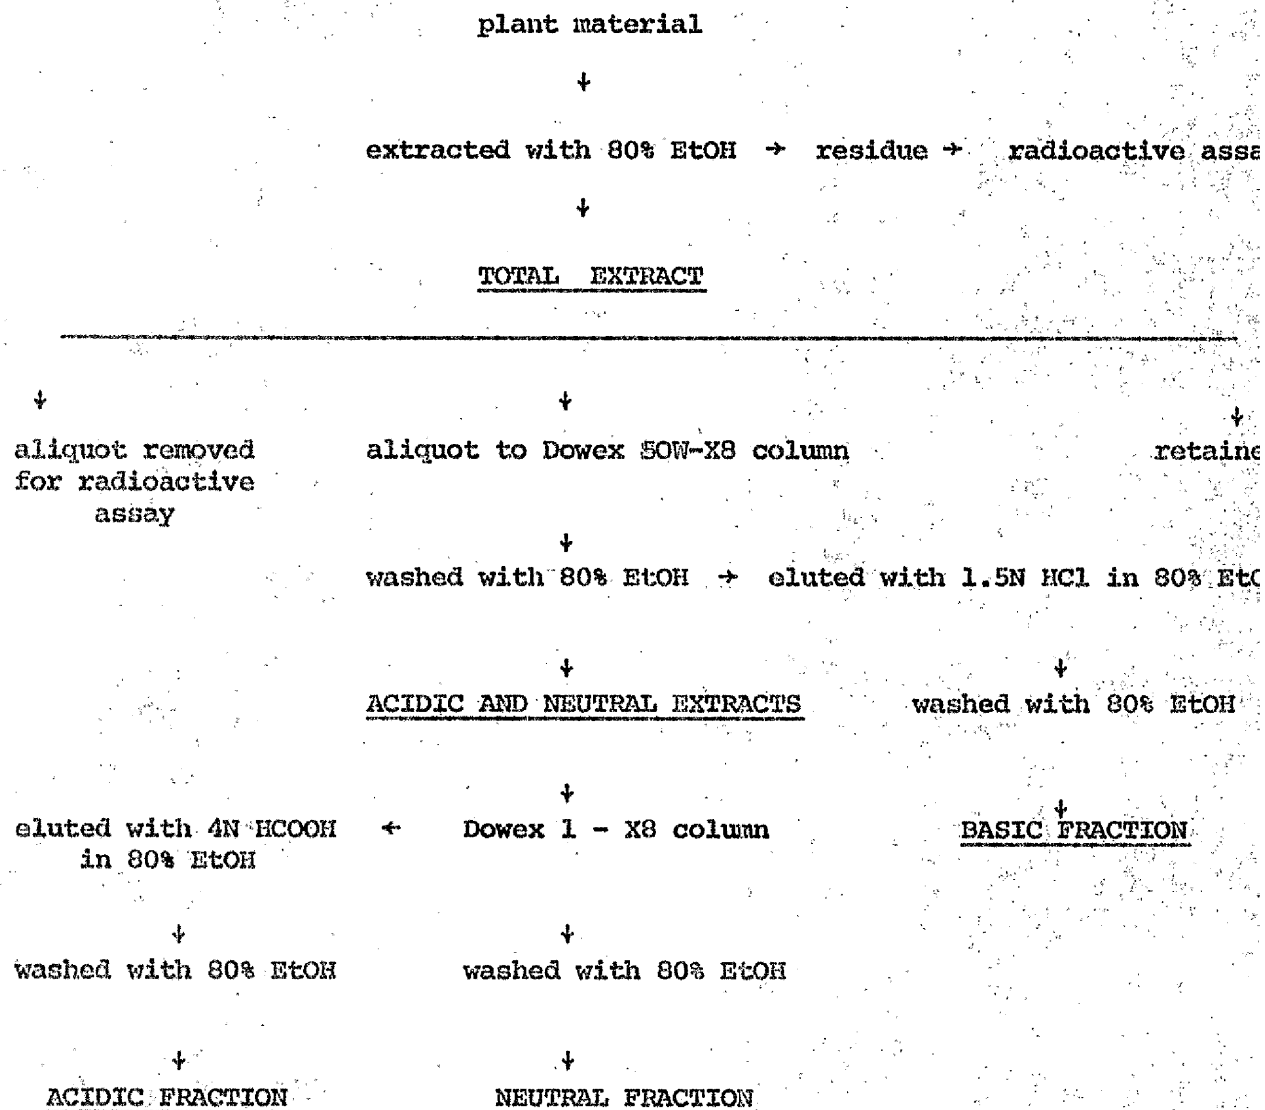 plant material
↓
extracted with 80% EtOH → residue → radioactive assa
↓
TOTAL EXTRACT
↓ ↓ ↓
aliquot removed aliquot to Dowex 50W-X8 column retaine
for radioactive
assay
↓
washed with 80% EtOH → eluted with 1.5N HCl in 80% EtO
↓ ↓
ACIDIC AND NEUTRAL EXTRACTS washed with 80% EtOH
↓ ↓
eluted with 4N HCOOH ← Dowex 1 - X8 column BASIC FRACTION
in 80% EtOH
↓ ↓
washed with 80% EtOH washed with 80% EtOH
↓ ↓
ACIDIC FRACTION NEUTRAL FRACTION